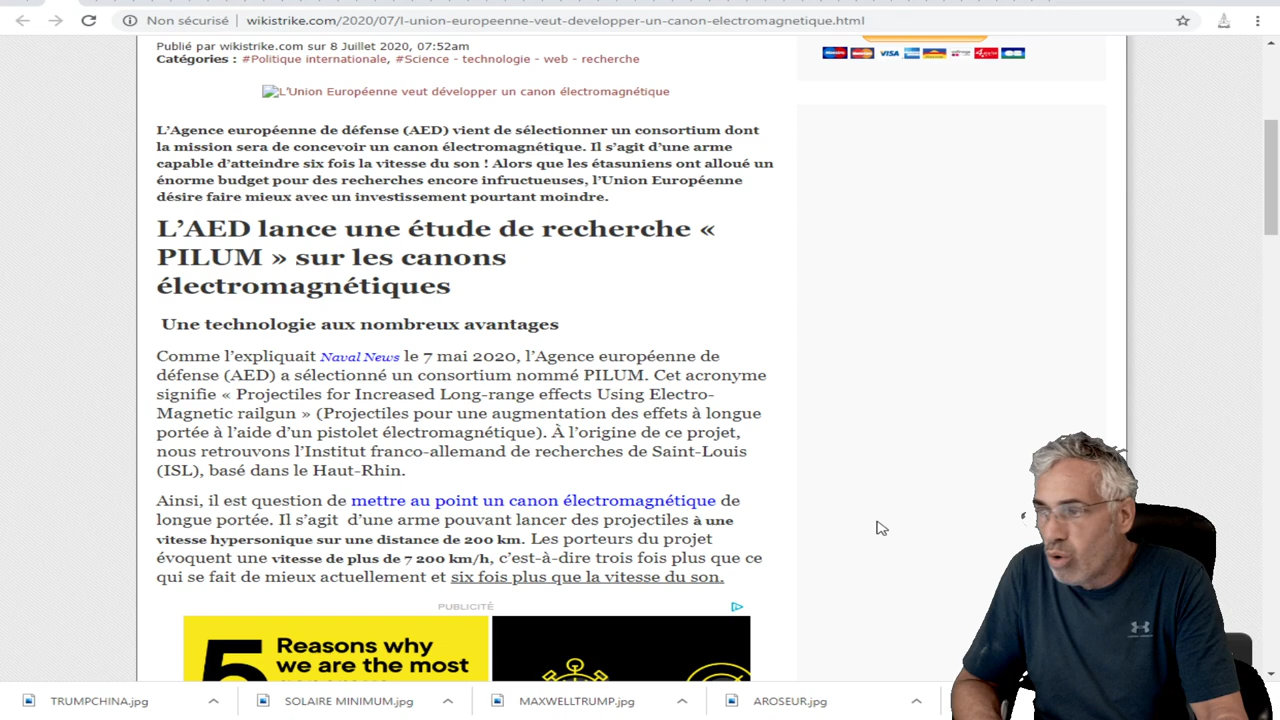 Non sécurisé
wikistrike.com/2020/07/l-union-europeenne-veut-developper-un-canon-electromagnetique.html
Publié par wikistrike.com sur 8 Juillet 2020, 07:52am
Catégories : #Politique internationale, #Science - technologie - web - recherche
L'Union Européenne veut développer un canon électromagnétique
L'Agence européenne de défense (AED) vient de sélectionner un consortium dont
la mission sera de concevoir un canon électromagnétique. Il s'agit d'une arme
capable d'atteindre six fois la vitesse du son ! Alors que les étasuniens ont alloué un
énorme budget pour des recherches encore infructueuses, l'Union Européenne
désire faire mieux avec un investissement pourtant moindre.
L'AED lance une étude de recherche «
PILUM » sur les canons
électromagnétiques
Une technologie aux nombreux avantages
Comme l'expliquait Naval News le 7 mai 2020, l'Agence européenne de
défense (AED) a sélectionné un consortium nommé PILUM. Cet acronyme
signifie « Projectiles for Increased Long-range effects Using Electro-
Magnetic railgun » (Projectiles pour une augmentation des effets à longue
portée à l'aide d'un pistolet électromagnétique). À l'origine de ce projet,
nous retrouvons l'Institut franco-allemand de recherches de Saint-Louis
(ISL), basé dans le Haut-Rhin.
Ainsi, il est question de mettre au point un canon électromagnétique de
longue portée. Il s'agit d'une arme pouvant lancer des projectiles à une
vitesse hypersonique sur une distance de 200 km. Les porteurs du projet
évoquent une vitesse de plus de 7 200 km/h, c'est-à-dire trois fois plus que ce
qui se fait de mieux actuellement et six fois plus que la vitesse du son.
PUBLICITÉ
5 Reasons why
we are the most
VISA
TRUMPCHINA.jpg
SOLAIRE MINIMUM.jpg
MAXWELLTRUMP.jpg
AROSEUR.jpg